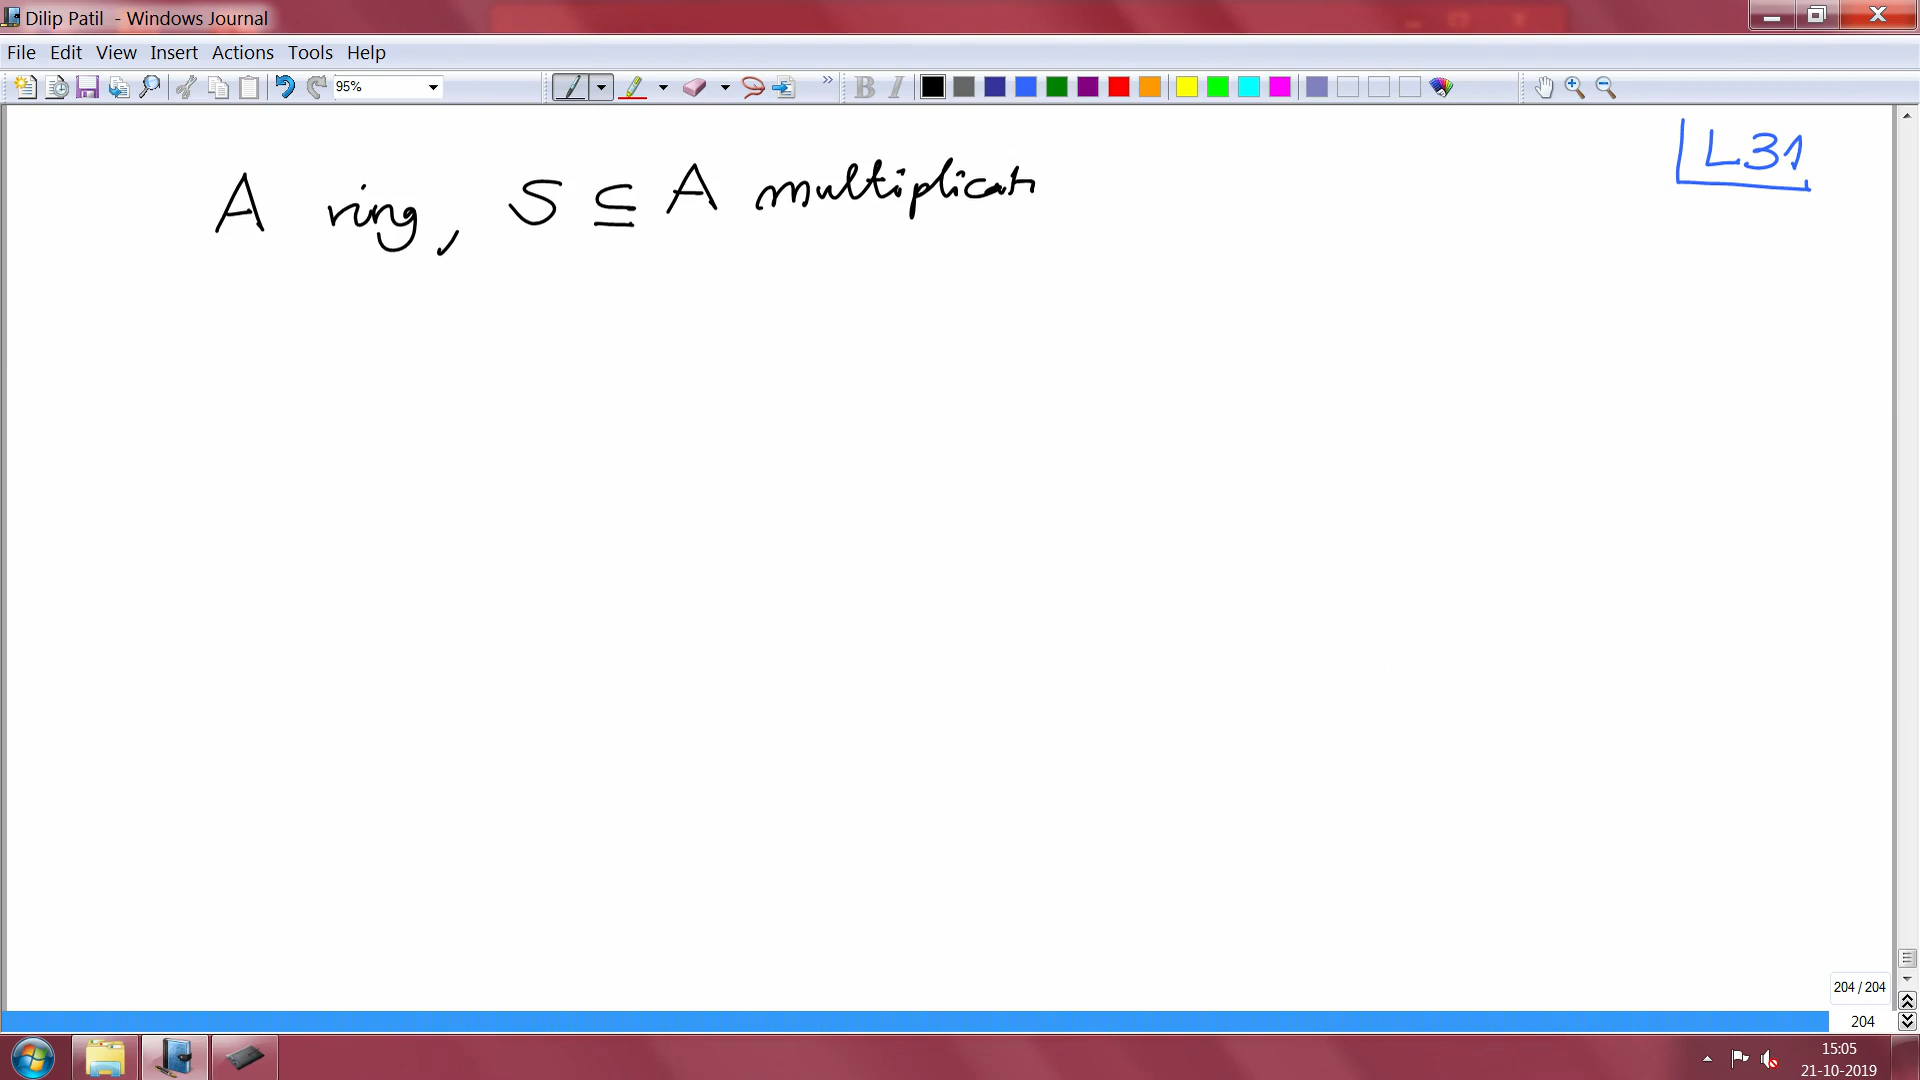 Dilip Patil - Windows Journal
File Edit View Insert Actions Tools Help
95%
B I
L31
A ring, S ⊆ A multiplicati
204 / 204
204
15:05
21-10-2019